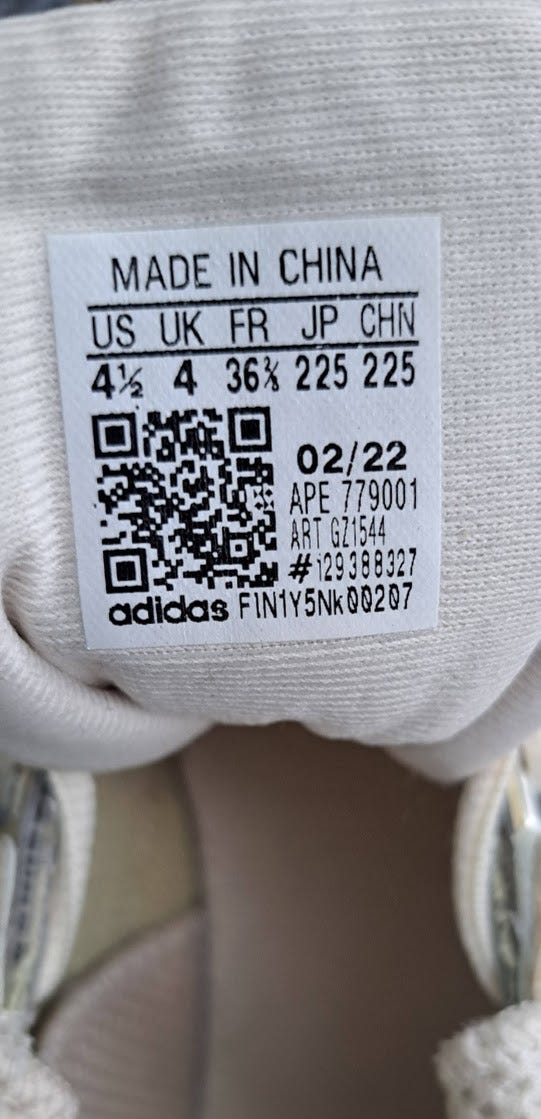 MADE IN CHINA
US UK FR JP CHN
4½ 4 36⅔ 225 225
02/22
APE 779001
ART GZ1544
#i29388327
adidas F1N1Y5Nk00207